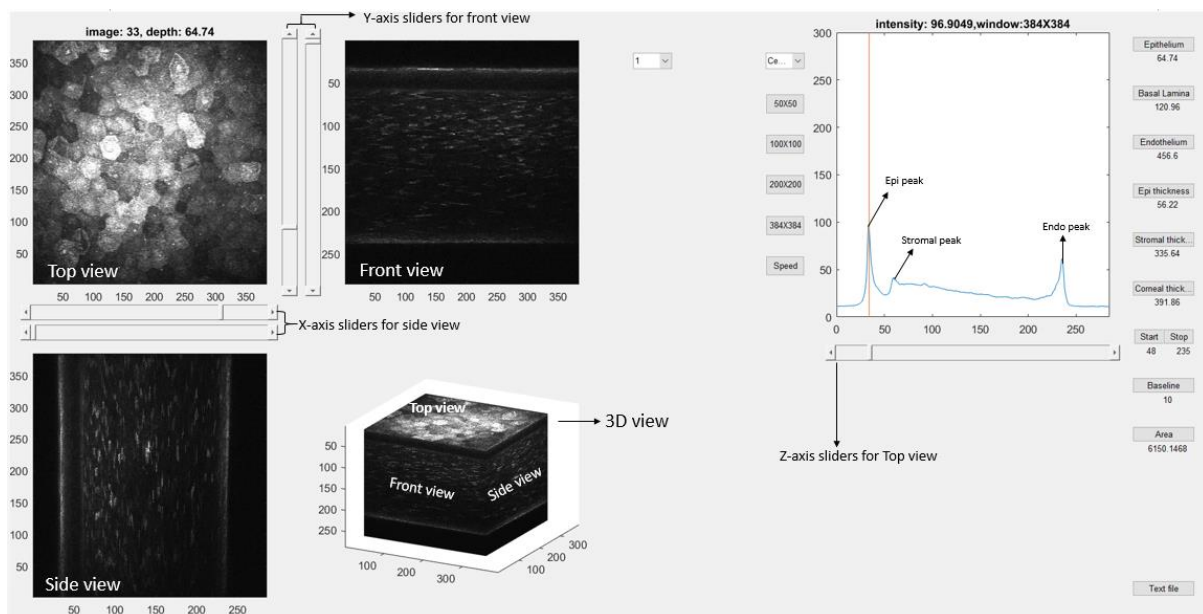 Y-axis sliders for front view
image: 33, depth: 64.74
350
300
250
200
150
100
50
Top view
50 100 150 200 250 300 350
50
100
150
200
250
Front view
50 100 150 200 250 300 350
X-axis sliders for side view
350
300
250
200
150
100
50
0
Side view
50 100 150 200 250
Top view
Front view
Side view
50
100
150
200
250
100 200 300
100
200
300
3D view
1
Ce...
50X50
100X100
200X200
384X384
Speed
intensity: 96.9049,window:384X384
300
250
200
150
100
50
0
Epi peak
Stromal peak
Endo peak
0 50 100 150 200 250
Z-axis sliders for Top view
Epithelium
64.74
Basal Lamina
120.96
Endothelium
456.6
Epi thickness
56.22
Stromal thick...
335.64
Corneal thick...
391.86
Start Stop
48 235
Baseline
10
Area
6150.1468
Text file